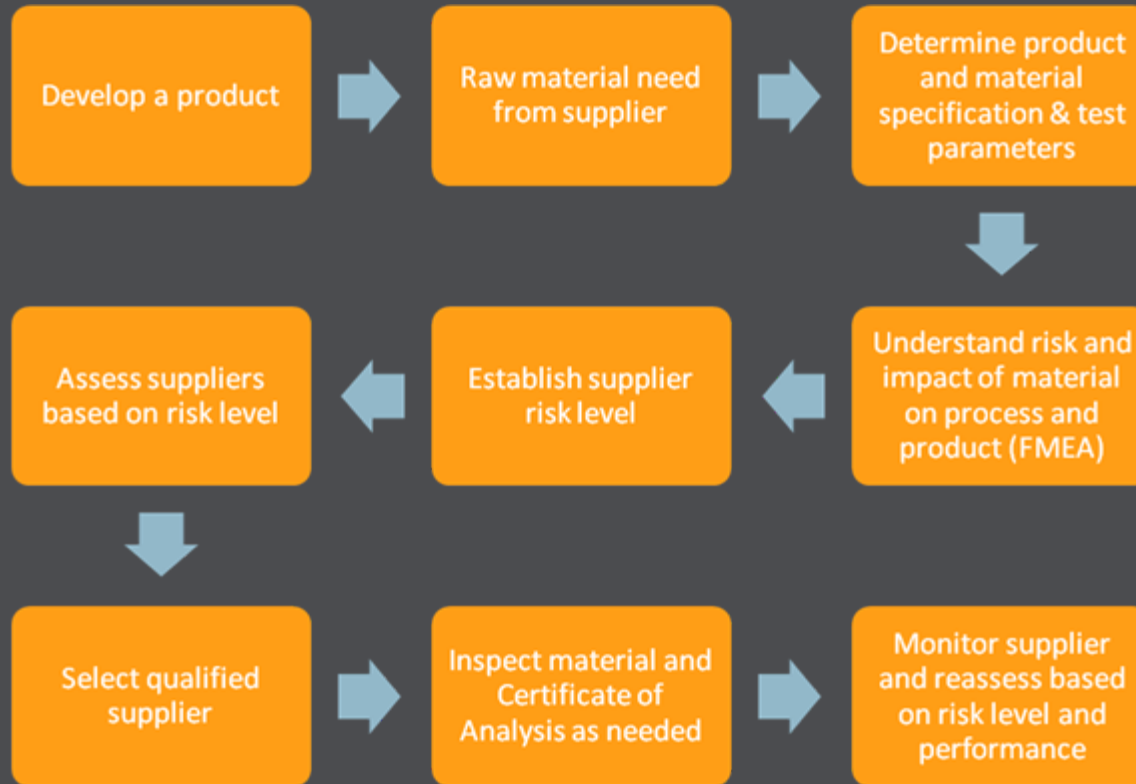 Develop a product
Raw material need
from supplier
Determine product
and material
specification & test
parameters
Understand risk and
impact of material
on process and
product (FMEA)
Establish supplier
risk level
Assess suppliers
based on risk level
Select qualified
supplier
Inspect material and
Certificate of
Analysis as needed
Monitor supplier
and reassess based
on risk level and
performance